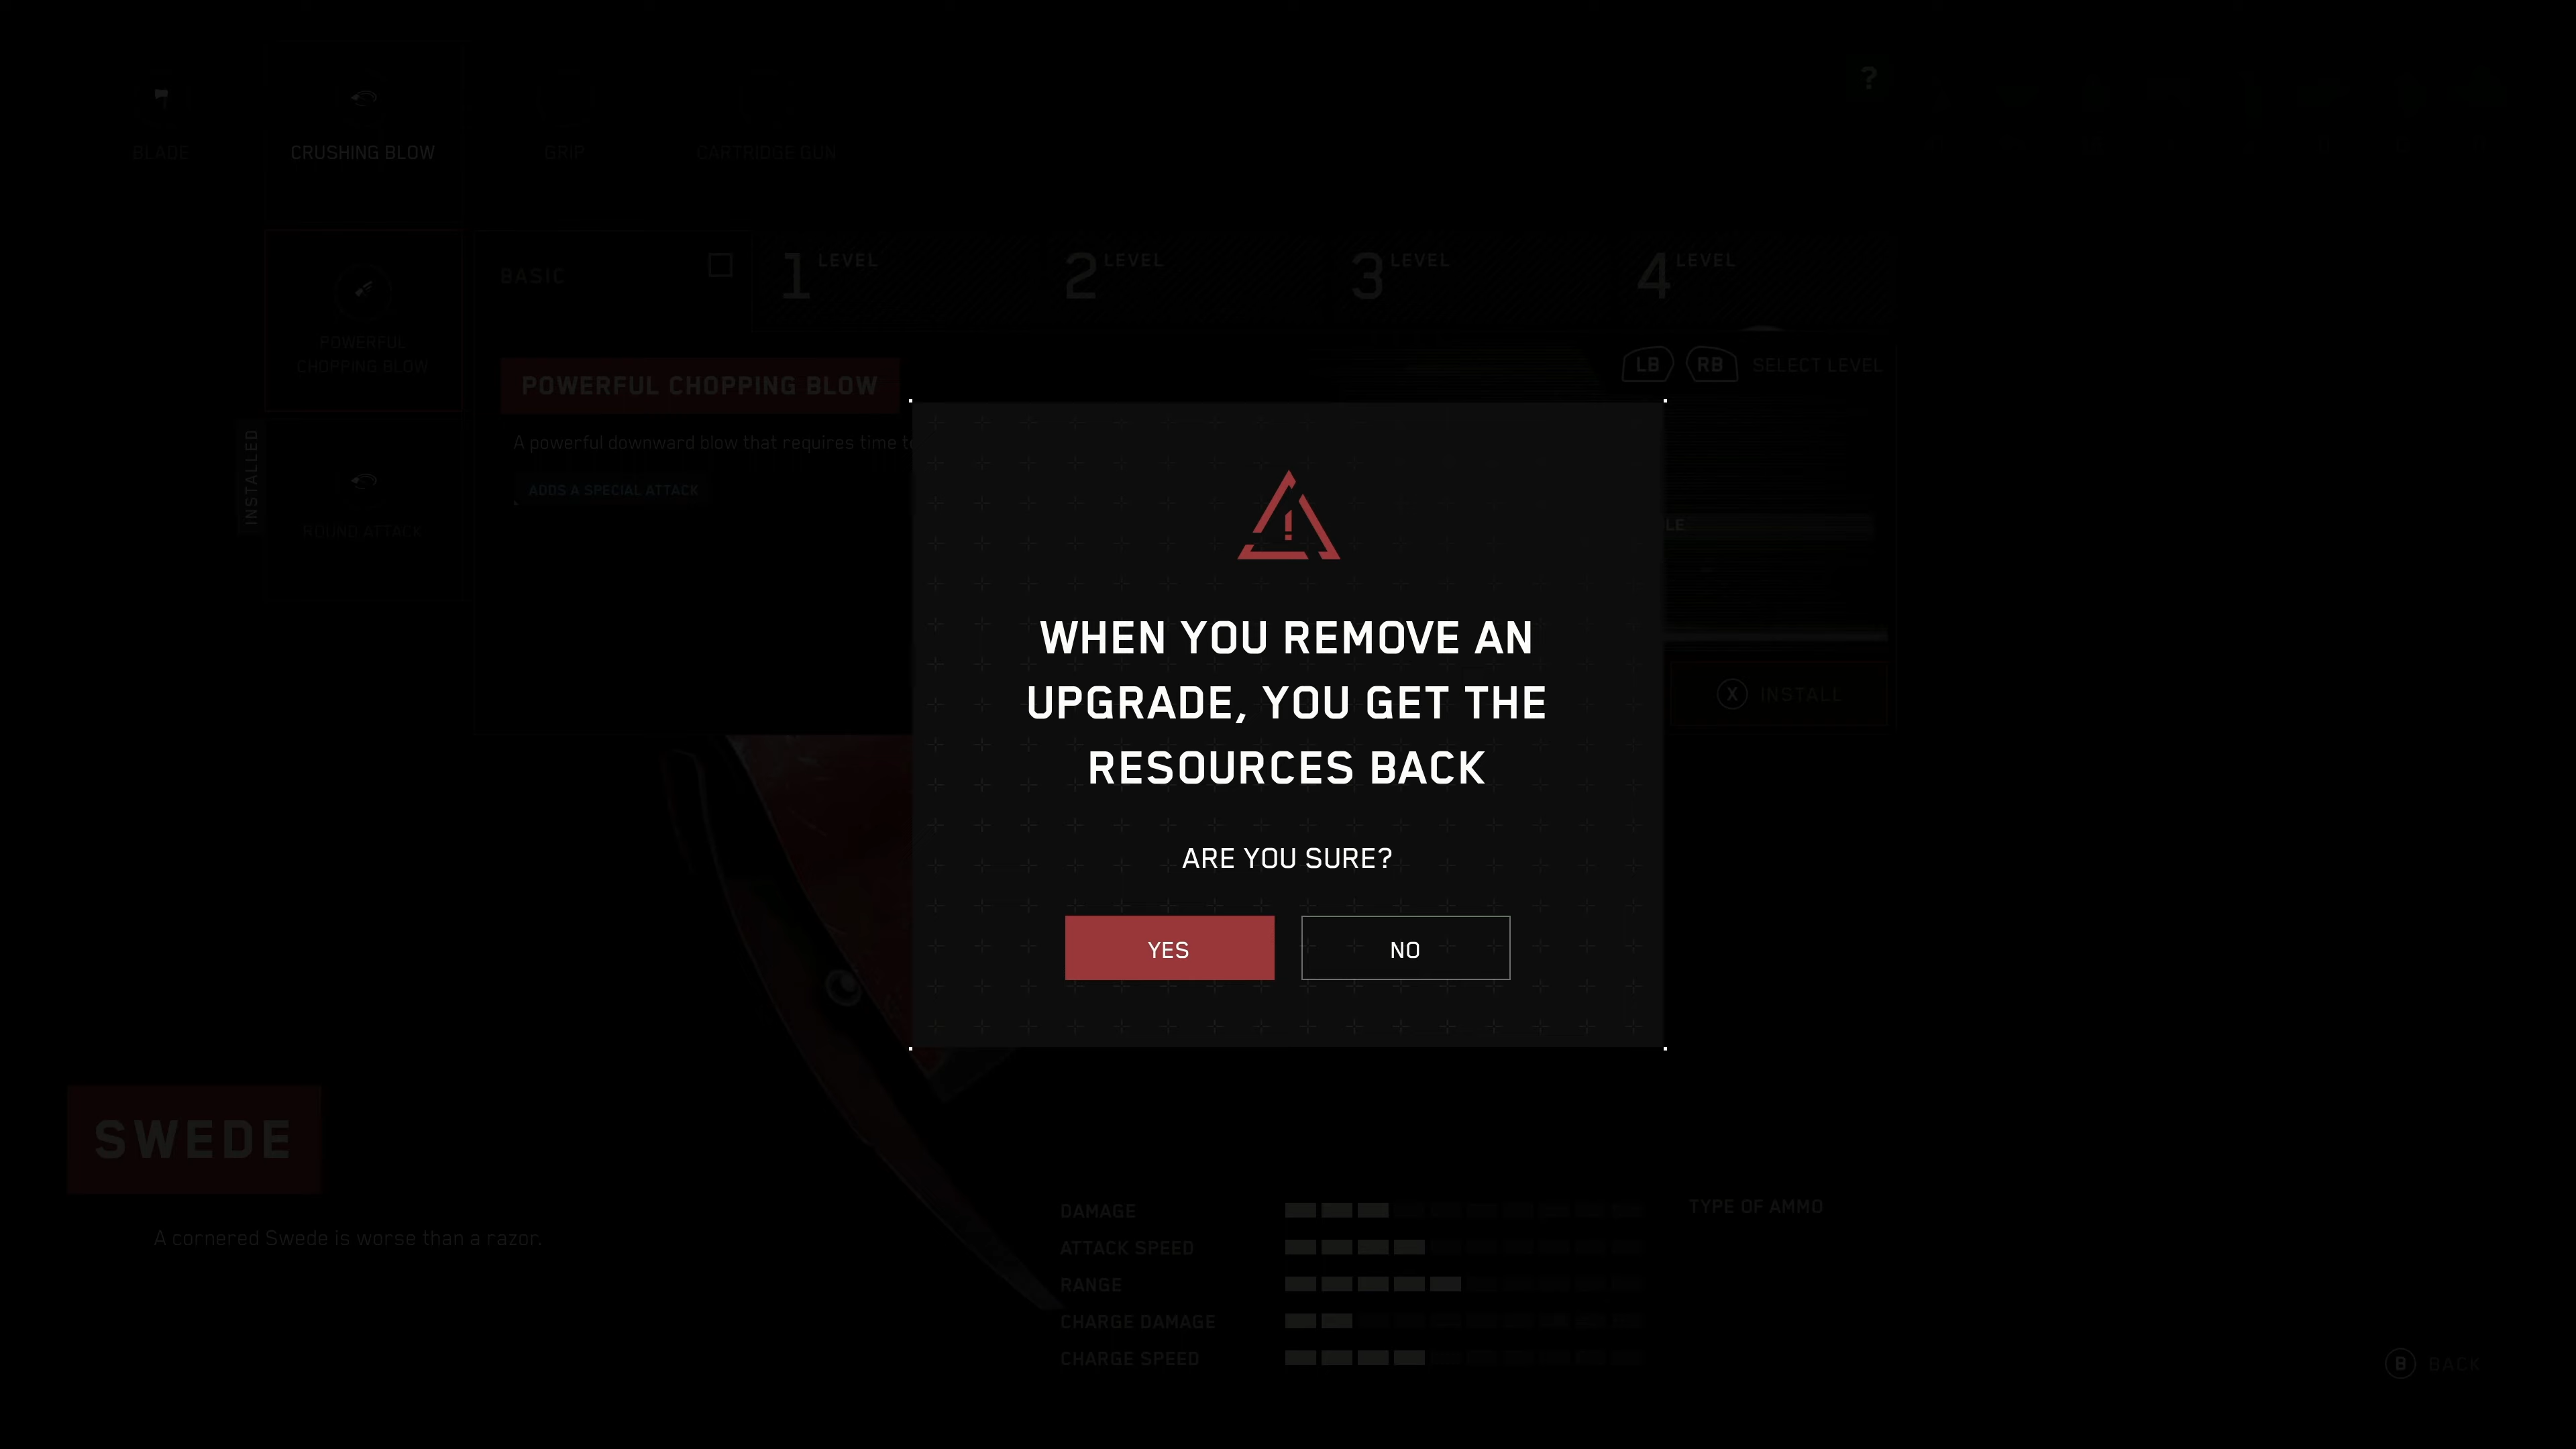 ?
BLADE
CRUSHING BLOW
GRIP
CARTRIDGE GUN
BASIC
1 LEVEL
2 LEVEL
3 LEVEL
4 LEVEL
POWERFUL
CHOPPING BLOW
POWERFUL CHOPPING BLOW
LB RB SELECT LEVEL
A powerful downward blow that requires time
ADDS A SPECIAL ATTACK
INSTALLED
ROUND ATTACK
WHEN YOU REMOVE AN
UPGRADE, YOU GET THE
RESOURCES BACK
ARE YOU SURE?
YES
NO
X INSTALL
SWEDE
A cornered Swede is worse than a razor.
DAMAGE
ATTACK SPEED
RANGE
CHARGE DAMAGE
CHARGE SPEED
TYPE OF AMMO
B BACK